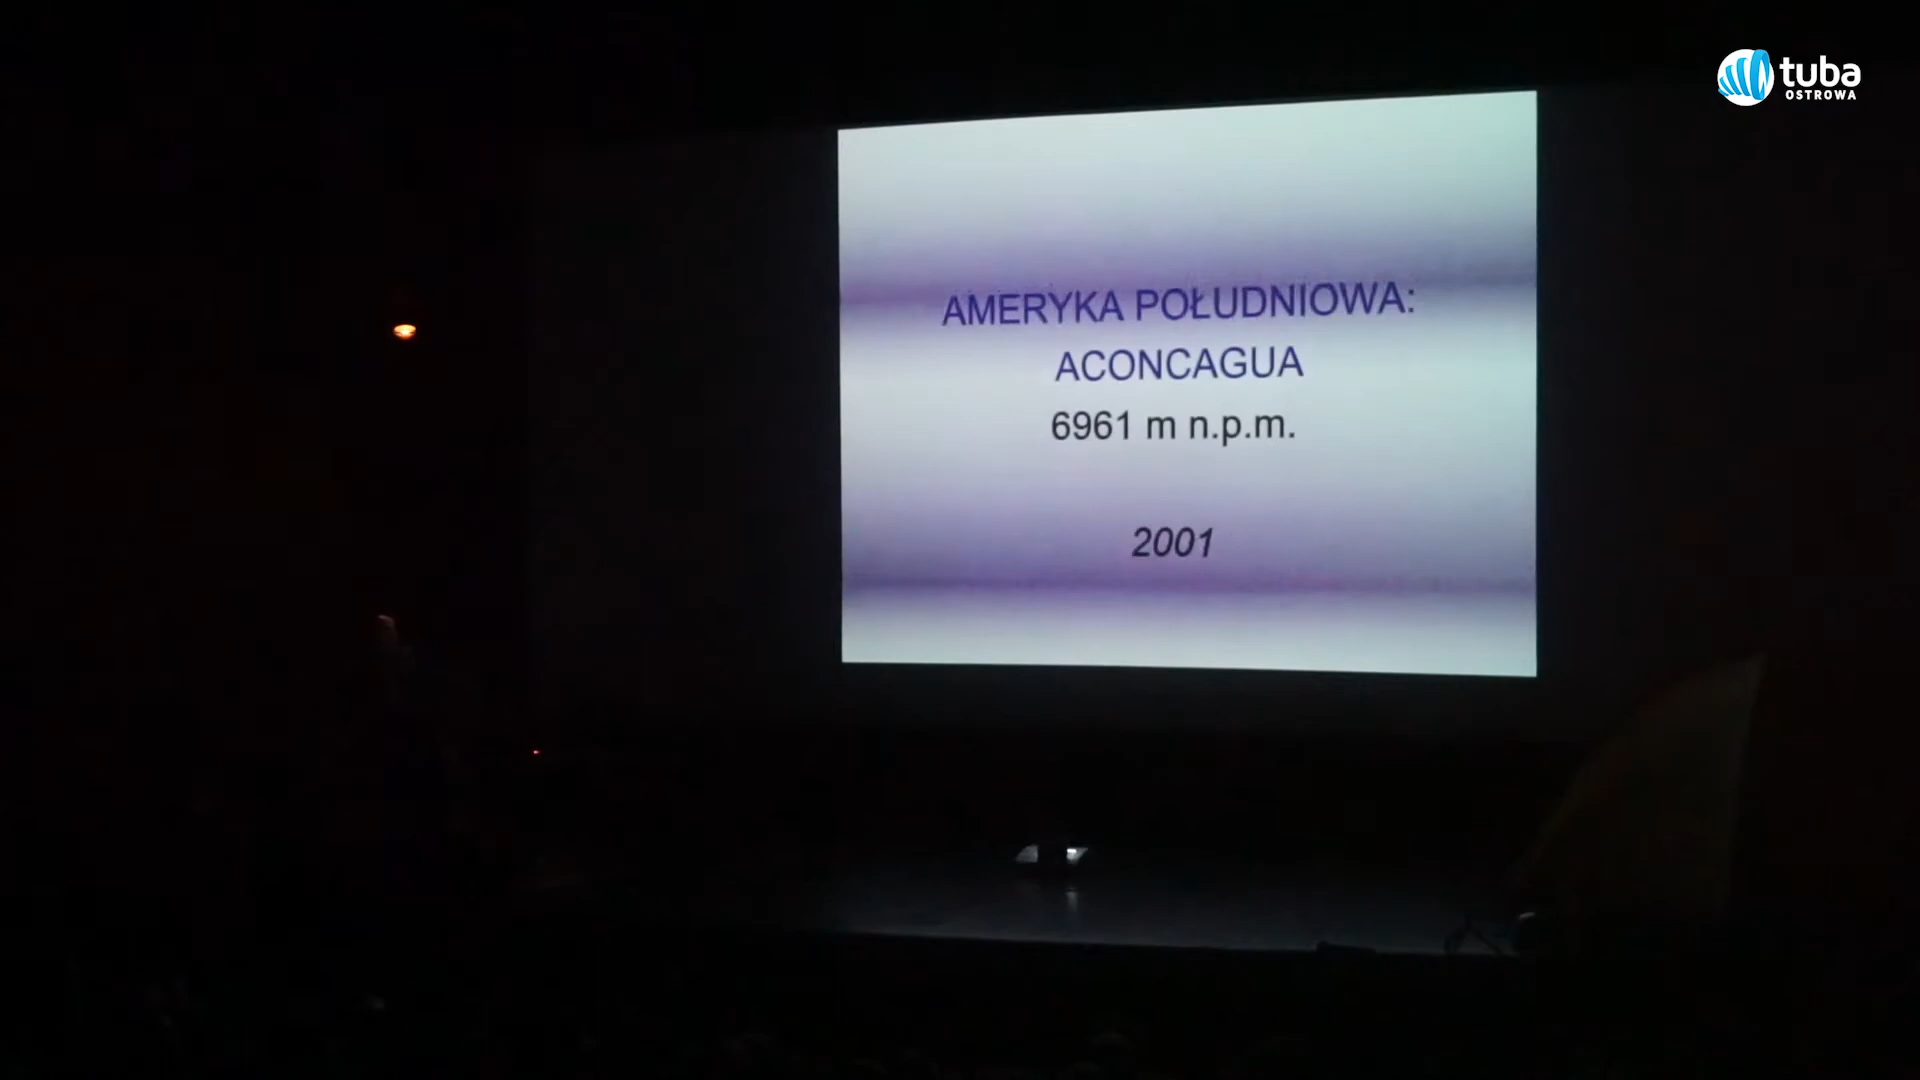 tuba
OSTROWA
AMERYKA POŁUDNIOWA:
ACONCAGUA
6961 m n.p.m.
2001